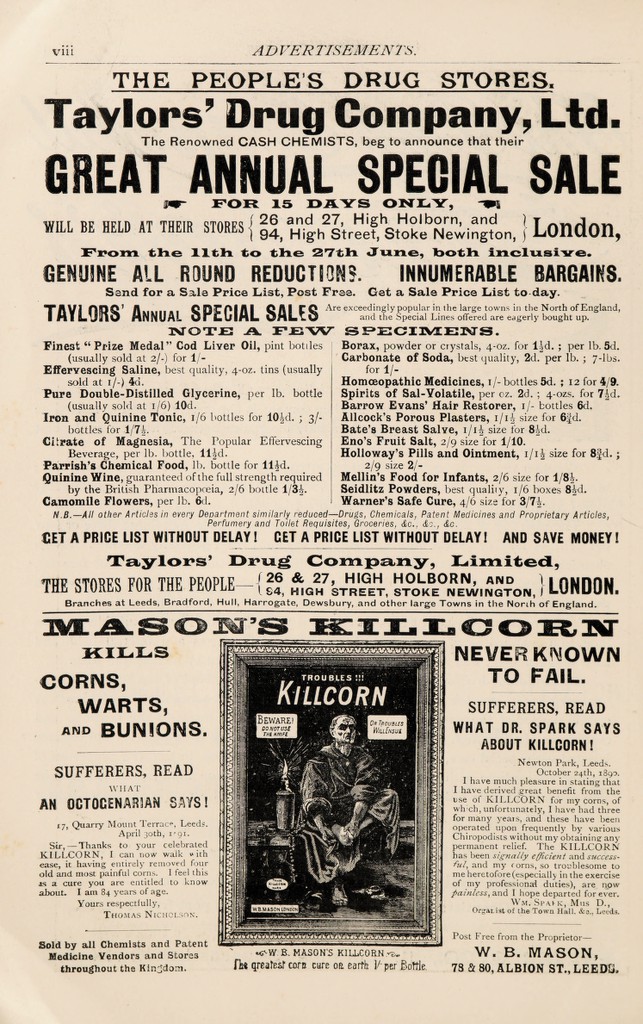 viii
ADVERTISEMENTS.
THE PEOPLE'S DRUG STORES.
Taylors' Drug Company, Ltd.
The Renowned CASH CHEMISTS, beg to announce that their
GREAT ANNUAL SPECIAL SALE
FOR 15 DAYS ONLY,
WILL BE HELD AT THEIR STORES { 26 and 27, High Holborn, and
94, High Street, Stoke Newington, } London,
From the 11th to the 27th June, both inclusive.
GENUINE ALL ROUND REDUCTIONS. INNUMERABLE BARGAINS.
Send for a Sale Price List, Post Free. Get a Sale Price List to-day.
TAYLORS' ANNUAL SPECIAL SALES Are exceedingly popular in the large towns in the North of England,
and the Special Lines offered are eagerly bought up.
NOTE A FEW SPECIMENS.
Finest "Prize Medal" Cod Liver Oil, pint bottles
(usually sold at 2/-) for 1/-
Effervescing Saline, best quality, 4-oz. tins (usually
sold at 1/-) 4d.
Pure Double-Distilled Glycerine, per lb. bottle
(usually sold at 1/6) 10d.
Iron and Quinine Tonic, 1/6 bottles for 10½d. ; 3/-
bottles for 1/7½.
Citrate of Magnesia, The Popular Effervescing
Beverage, per lb. bottle, 11½d.
Parrish's Chemical Food, lb. bottle for 11½d.
Quinine Wine, guaranteed of the full strength required
by the British Pharmacopœia, 2/6 bottle 1/3½.
Camomile Flowers, per lb. 6d.
Borax, powder or crystals, 4-oz. for 1½d. ; per lb. 5d.
Carbonate of Soda, best quality, 2d. per lb. ; 7-lbs.
for 1/-
Homœopathic Medicines, 1/- bottles 5d. ; 12 for 4/9.
Spirits of Sal-Volatile, per oz. 2d. ; 4-ozs. for 7½d.
Barrow Evans' Hair Restorer, 1/- bottles 6d.
Allcock's Porous Plasters, 1/1½ size for 6¾d.
Bate's Breast Salve, 1/1½ size for 8½d.
Eno's Fruit Salt, 2/9 size for 1/10.
Holloway's Pills and Ointment, 1/1½ size for 8¾d. ;
2/9 size 2/-
Mellin's Food for Infants, 2/6 size for 1/8½.
Seidlitz Powders, best quality, 1/6 boxes 8½d.
Warner's Safe Cure, 4/6 size for 3/7½.
N.B.—All other Articles in every Department similarly reduced—Drugs, Chemicals, Patent Medicines and Proprietary Articles,
Perfumery and Toilet Requisites, Groceries, &c., &c., &c.
GET A PRICE LIST WITHOUT DELAY! GET A PRICE LIST WITHOUT DELAY! AND SAVE MONEY!
Taylors' Drug Company, Limited,
THE STORES FOR THE PEOPLE— { 26 & 27, HIGH HOLBORN, AND
94, HIGH STREET, STOKE NEWINGTON, } LONDON.
Branches at Leeds, Bradford, Hull, Harrogate, Dewsbury, and other large Towns in the North of England.
MASON'S KILLCORN
KILLS
CORNS,
WARTS,
AND BUNIONS.
SUFFERERS, READ
WHAT
AN OCTOGENARIAN SAYS!
17, Quarry Mount Terrace, Leeds.
April 30th, 1891.
Sir,—Thanks to your celebrated
KILLCORN, I can now walk with
ease, it having entirely removed four
old and most painful corns. I feel this
as a cure you are entitled to know
about. I am 84 years of age.
Yours respectfully,
THOMAS NICHOLSON.
Sold by all Chemists and Patent
Medicine Vendors and Stores
throughout the Kingdom.
TROUBLES!!!
KILLCORN
BEWARE!
DO NOT USE
THE KNIFE
OR TROUBLES
WILL ENSUE
W.B. MASON LONDON
W. B. MASON'S KILLCORN
The greatest corn cure on earth 1/- per Bottle.
NEVER KNOWN
TO FAIL.
SUFFERERS, READ
WHAT DR. SPARK SAYS
ABOUT KILLCORN!
Newton Park, Leeds.
October 24th, 1890.
I have much pleasure in stating that
I have derived great benefit from the
use of KILLCORN for my corns, of
which, unfortunately, I have had three
for many years, and these have been
operated upon frequently by various
Chiropodists without my obtaining any
permanent relief. The KILLCORN
has been signally efficient and success-
ful, and my corns, so troublesome to
me heretofore (especially in the exercise
of my professional duties), are now
painless, and I hope departed for ever.
WM. SPARK, MUS D.,
Organist of the Town Hall, &c., Leeds.
Post Free from the Proprietor—
W. B. MASON,
78 & 80, ALBION ST., LEEDS.